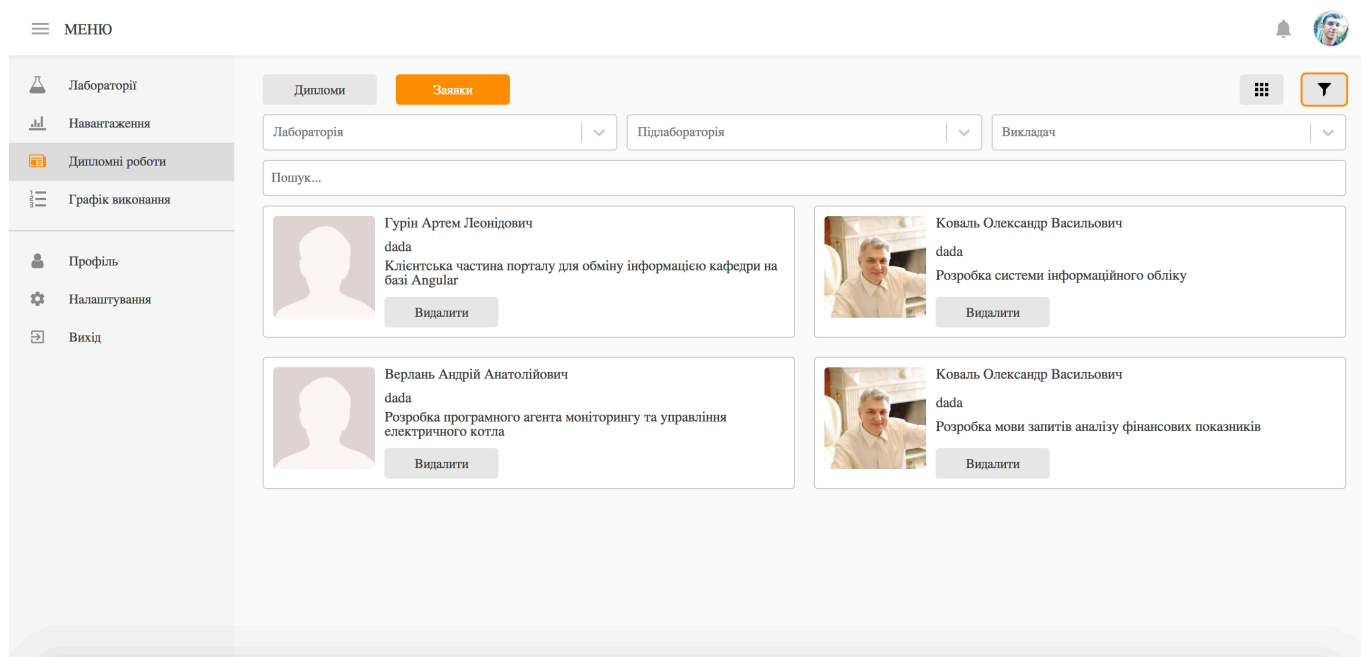 МЕНЮ
Лабораторії
Навантаження
Дипломні роботи
Графік виконання
Профіль
Налаштування
Вихід
Дипломи
Заявки
Лабораторія
Підлабораторія
Викладач
Пошук...
Гурін Артем Леонідович
dada
Клієнтська частина порталу для обміну інформацією кафедри на
базі Angular
Видалити
Коваль Олександр Васильович
dada
Розробка системи інформаційного обліку
Видалити
Верлань Андрій Анатолійович
dada
Розробка програмного агента моніторингу та управління
електричного котла
Видалити
Коваль Олександр Васильович
dada
Розробка мови запитів аналізу фінансових показників
Видалити